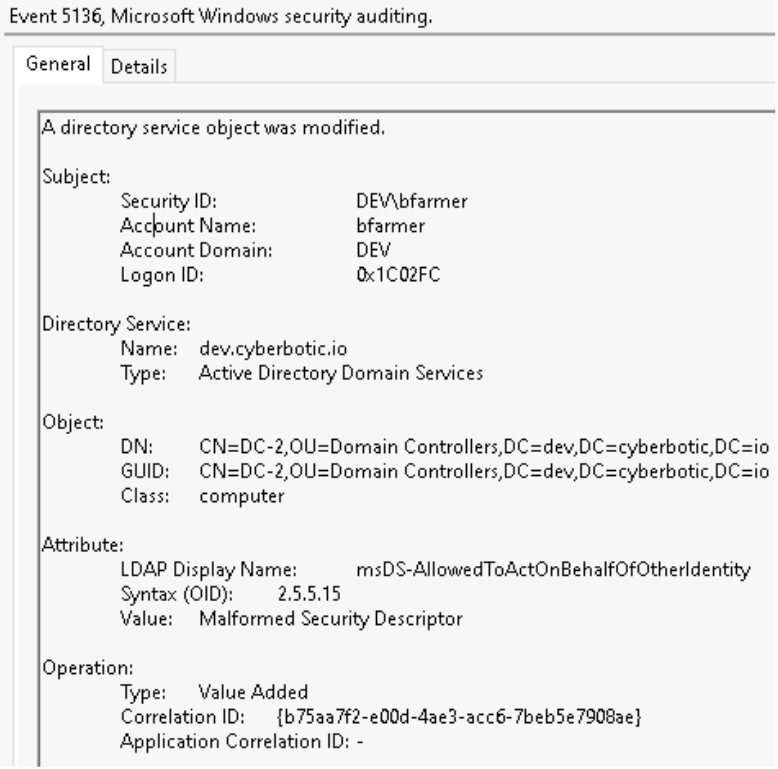 Event 5136, Microsoft Windows security auditing.
General Details
A directory service object was modified.
Subject:
Security ID: DEV\bfarmer
Account Name: bfarmer
Account Domain: DEV
Logon ID: 0x1C02FC
Directory Service:
Name: dev.cyberbotic.io
Type: Active Directory Domain Services
Object:
DN: CN=DC-2,OU=Domain Controllers,DC=dev,DC=cyberbotic,DC=io
GUID: CN=DC-2,OU=Domain Controllers,DC=dev,DC=cyberbotic,DC=io
Class: computer
Attribute:
LDAP Display Name: msDS-AllowedToActOnBehalfOfOtherIdentity
Syntax (OID): 2.5.5.15
Value: Malformed Security Descriptor
Operation:
Type: Value Added
Correlation ID: {b75aa7f2-e00d-4ae3-acc6-7beb5e7908ae}
Application Correlation ID: -